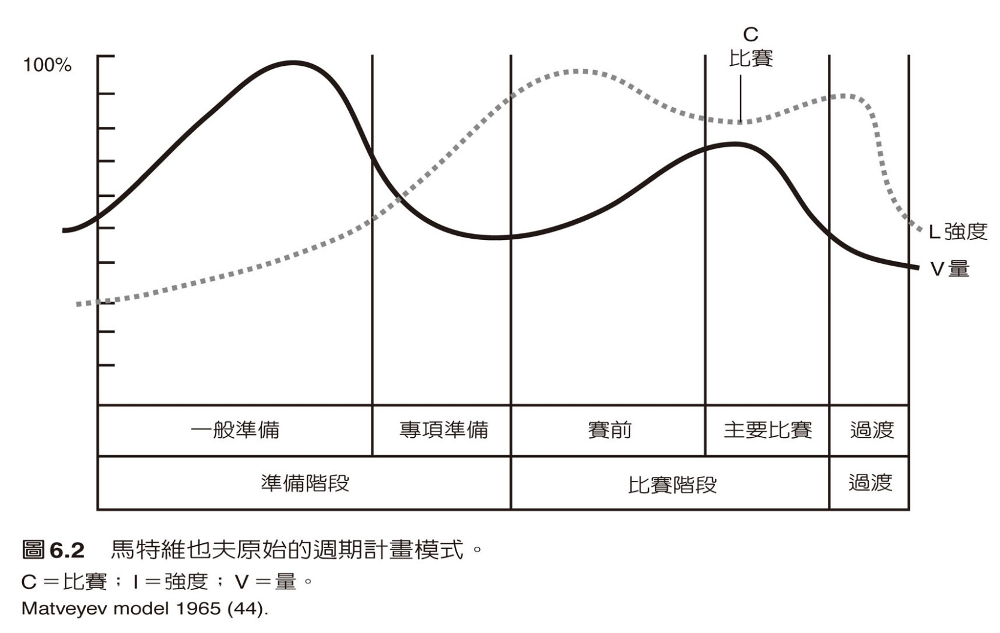 C
比賽
100%
L 強度
V 量
一般準備
專項準備
賽前
主要比賽
過渡
準備階段
比賽階段
過渡
圖 6.2 馬特維也夫原始的週期計畫模式。
C＝比賽；I＝強度；V＝量。
Matveyev model 1965 (44).